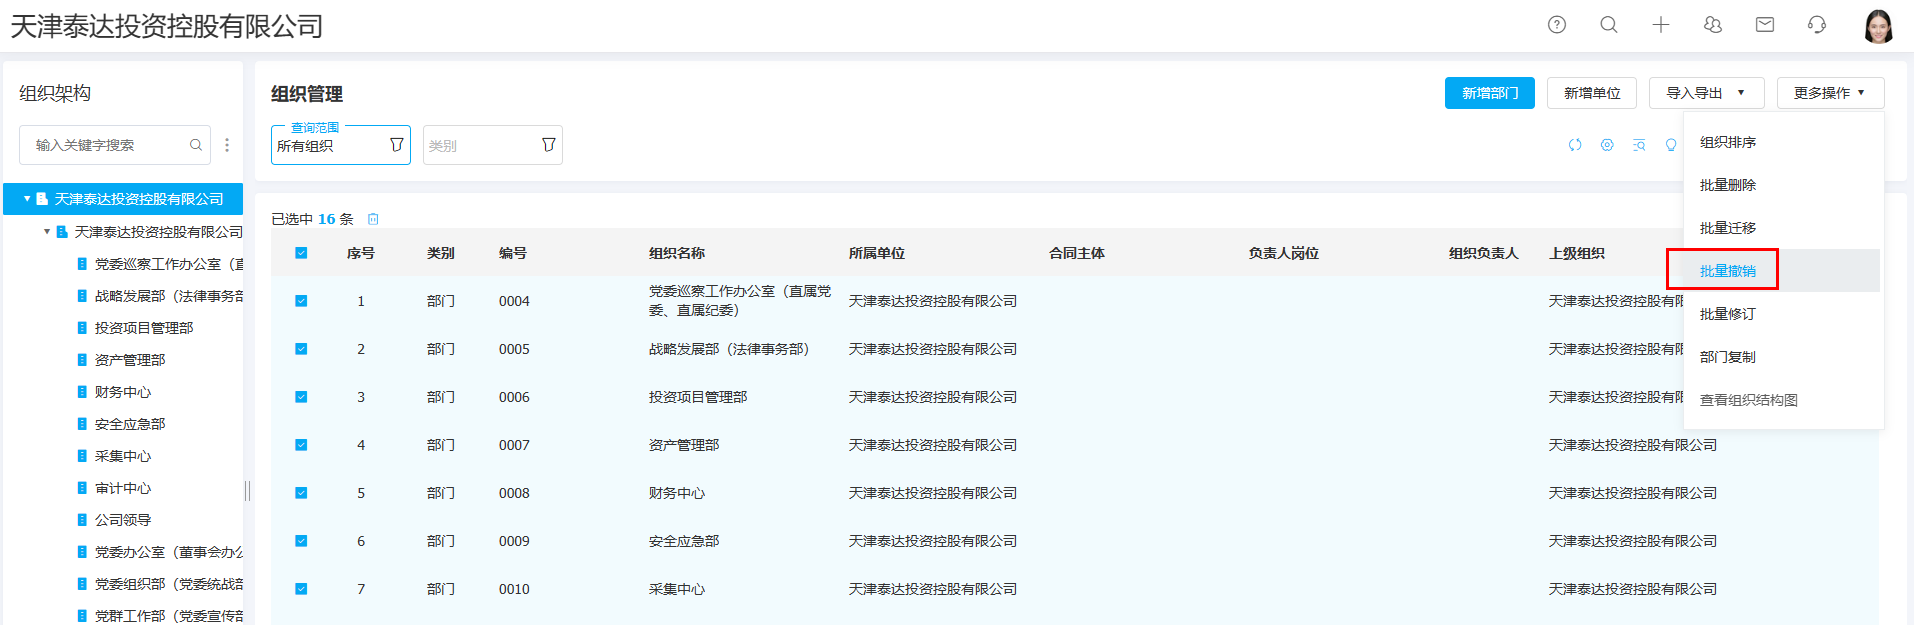 天津泰达投资控股有限公司
组织架构
输入关键字搜索
天津泰达投资控股有限公司
天津泰达投资控股有限公司
党委巡察工作办公室（直
战略发展部（法律事务部
投资项目管理部
资产管理部
财务中心
安全应急部
采集中心
审计中心
公司领导
党委办公室（董事会办公
党委组织部（党委统战部
党群工作部（党委宣传部
组织管理
新增部门 新增单位 导入导出 更多操作
查询范围
所有组织 类别
组织排序
批量删除
批量迁移
批量撤销
批量修订
部门复制
查看组织结构图
已选中 16 条
序号 类别 编号 组织名称 所属单位 合同主体 负责人岗位 组织负责人 上级组织
1 部门 0004 党委巡察工作办公室（直属党委、直属纪委） 天津泰达投资控股有限公司 天津泰达投资控股有限
2 部门 0005 战略发展部（法律事务部） 天津泰达投资控股有限公司 天津泰达投资控股有限
3 部门 0006 投资项目管理部 天津泰达投资控股有限公司 天津泰达投资控股有限
4 部门 0007 资产管理部 天津泰达投资控股有限公司 天津泰达投资控股有限公司
5 部门 0008 财务中心 天津泰达投资控股有限公司 天津泰达投资控股有限公司
6 部门 0009 安全应急部 天津泰达投资控股有限公司 天津泰达投资控股有限公司
7 部门 0010 采集中心 天津泰达投资控股有限公司 天津泰达投资控股有限公司